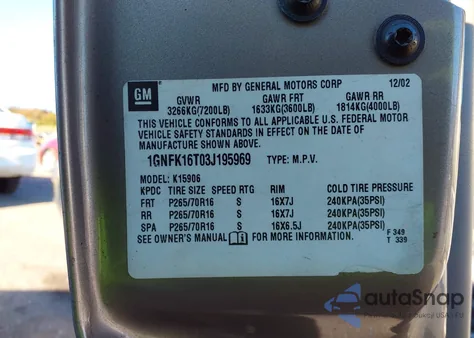 MFD BY GENERAL MOTORS CORP 12/02
GM
GVWR GAWR FRT GAWR RR
3266KG(7200LB) 1633KG(3600LB) 1814KG(4000LB)
THIS VEHICLE CONFORMS TO ALL APPLICABLE U.S. FEDERAL MOTOR
VEHICLE SAFETY STANDARDS IN EFFECT ON THE DATE OF
MANUFACTURE SHOWN ABOVE.
1GNFK16T03J195969 TYPE: M.P.V.
MODEL: K15906
KPDC TIRE SIZE SPEED RTG RIM COLD TIRE PRESSURE
FRT P265/70R16 S 16X7J 240KPA(35PSI)
RR P265/70R16 S 16X7J 240KPA(35PSI)
SPA P265/70R16 S 16X6.5J 240KPA(35PSI)
SEE OWNER'S MANUAL FOR MORE INFORMATION.
F 349
T 339
autoSnap